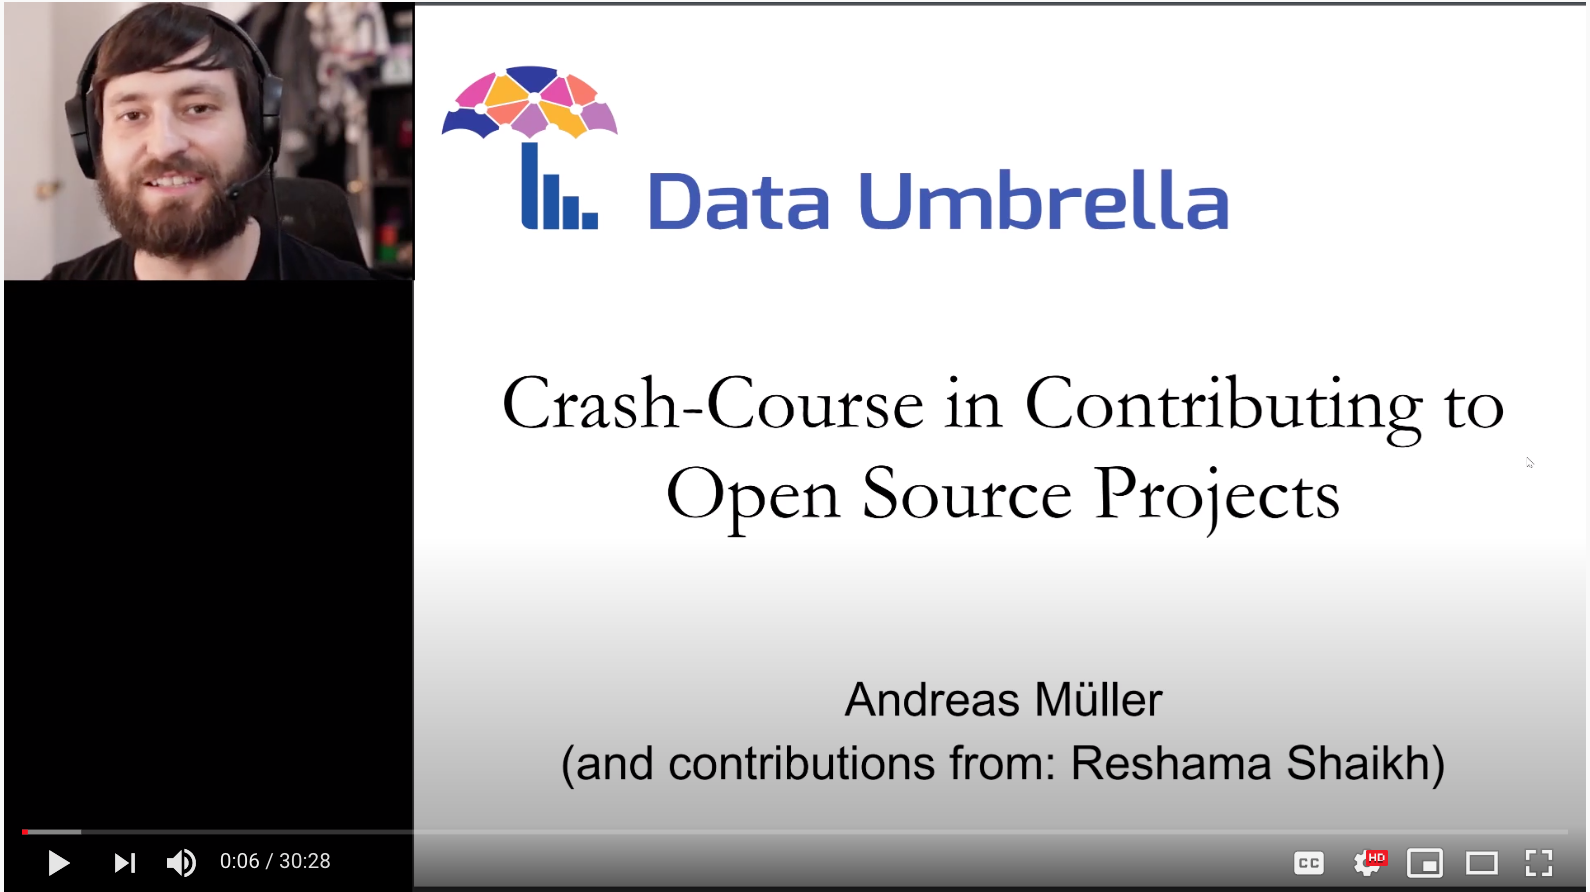 Data Umbrella
Crash-Course in Contributing to
Open Source Projects
Andreas Müller
(and contributions from: Reshama Shaikh)
0:06 / 30:28
CC
HD